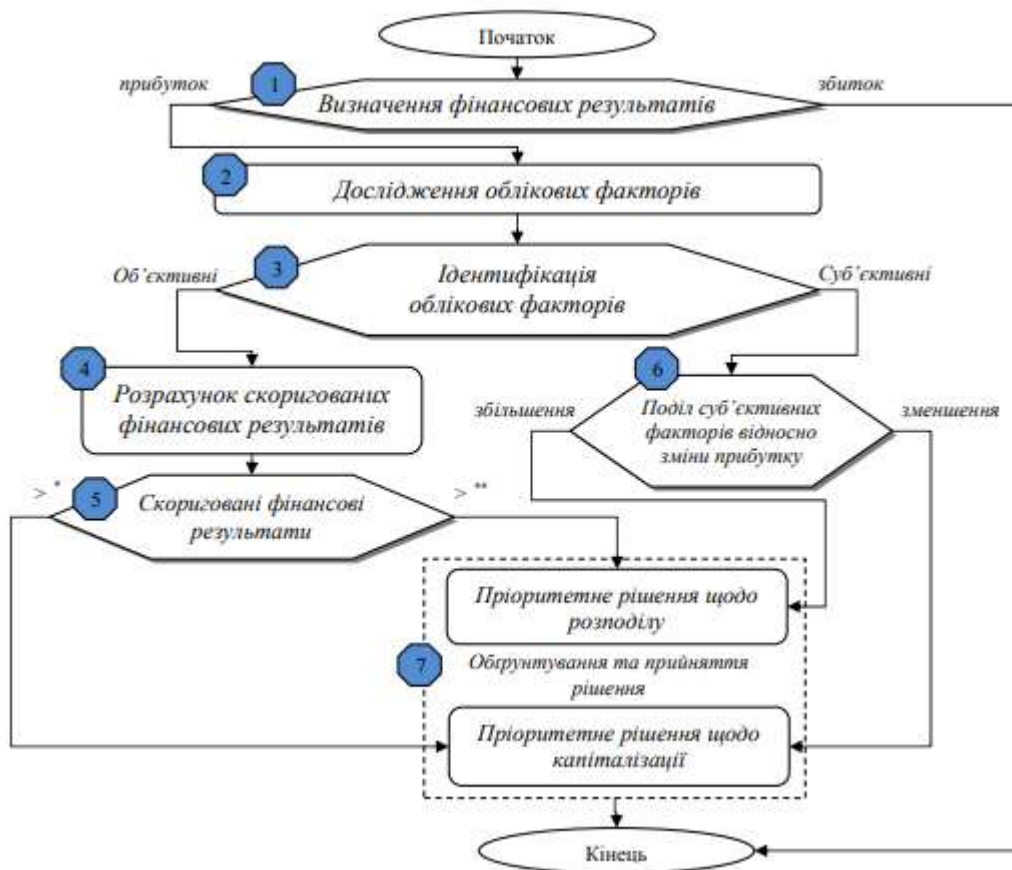 Початок
прибуток
1
збиток
Визначення фінансових результатів
2
Дослідження облікових факторів
Об’єктивні
3
Суб’єктивні
Ідентифікація
облікових факторів
4
Розрахунок скоригованих
фінансових результатів
6
збільшення
Поділ суб’єктивних
факторів відносно
зміни прибутку
зменшення
> *
5
Скориговані фінансові
результати
> **
Пріоритетне рішення щодо
розподілу
7
Обґрунтування та прийняття
рішення
Пріоритетне рішення щодо
капіталізації
Кінець